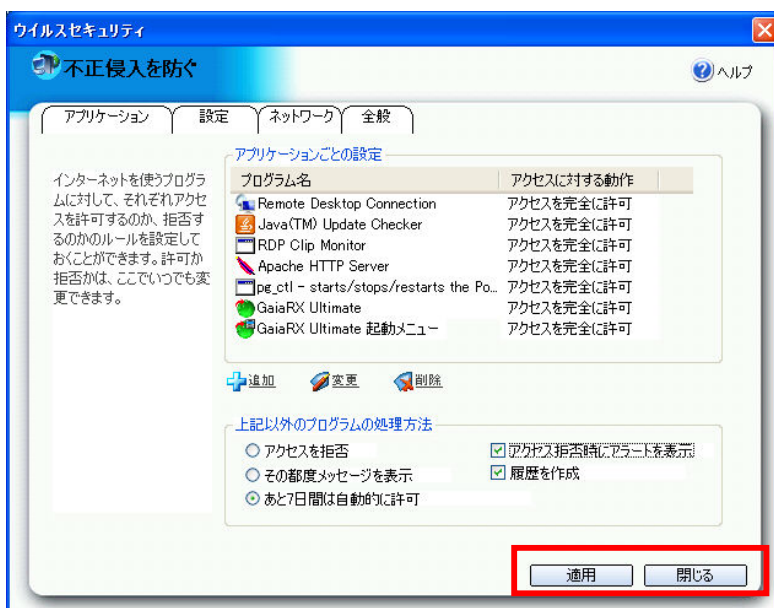 ウイルスセキュリティ
不正侵入を防ぐ
ヘルプ
アプリケーション 設定 ネットワーク 全般
インターネットを使うプログラ
ムに対して、それぞれアクセ
スを許可するのか、拒否す
るのかのルールを設定して
おくことができます。許可か
拒否かは、ここでいつでも変
更できます。
アプリケーションごとの設定
プログラム名 アクセスに対する動作
Remote Desktop Connection アクセスを完全に許可
Java(TM) Update Checker アクセスを完全に許可
RDP Clip Monitor アクセスを完全に許可
Apache HTTP Server アクセスを完全に許可
pg_ctl - starts/stops/restarts the Po... アクセスを完全に許可
GaiaRX Ultimate アクセスを完全に許可
GaiaRX Ultimate 起動メニュー アクセスを完全に許可
追加 変更 削除
上記以外のプログラムの処理方法
アクセスを拒否 アクセス拒否時にアラートを表示
その都度メッセージを表示 履歴を作成
あと7日間は自動的に許可
適用 閉じる